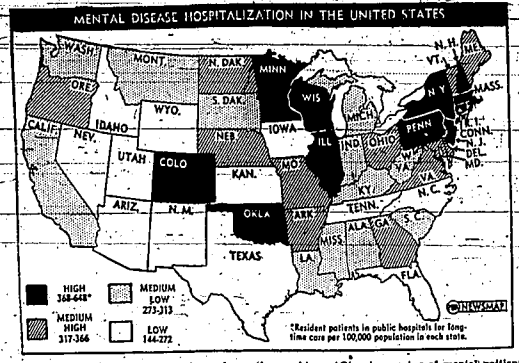 MENTAL DISEASE HOSPITALIZATION IN THE UNITED STATES
WASH.
MONT.
N. DAK.
MINN
N. H.
VT.
ME.
ORE.
IDAHO
WYO.
S. DAK.
WIS
MICH.
N Y
MASS.
R. I.
CONN.
N. J.
DEL.
MD.
CALIF.
NEV.
UTAH
COLO
NEB.
IOWA
ILL
IND.
OHIO
PENN
W. VA.
VA.
KAN.
MO.
KY.
N. C.
TENN.
ARIZ.
N. M.
OKLA
ARK.
S. C.
MISS.
ALA.
GA.
TEXAS
LA.
FLA.
HIGH
368-648*
MEDIUM
LOW
273-313
MEDIUM
HIGH
317-366
LOW
144-272
NEWSMAP
*Resident patients in public hospitals for long-
time care per 100,000 population in each state.